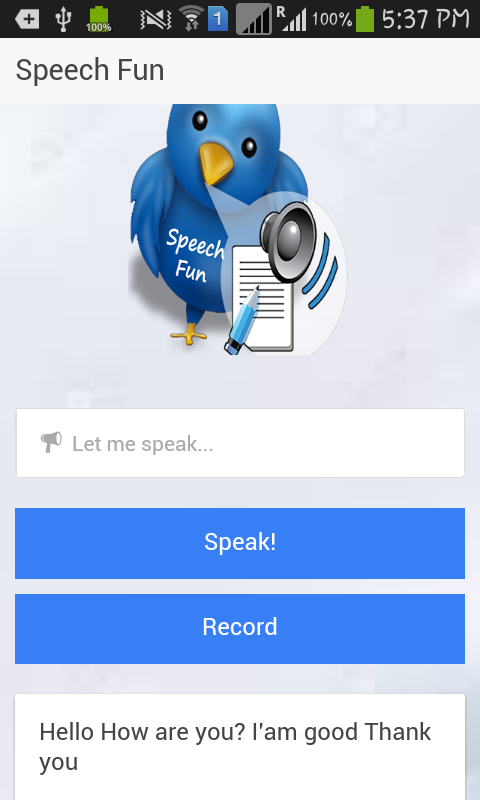 100%
1
R
100%
5:37 PM
Speech Fun
Speech
Fun
Let me speak...
Speak!
Record
Hello How are you? I'am good Thank
you